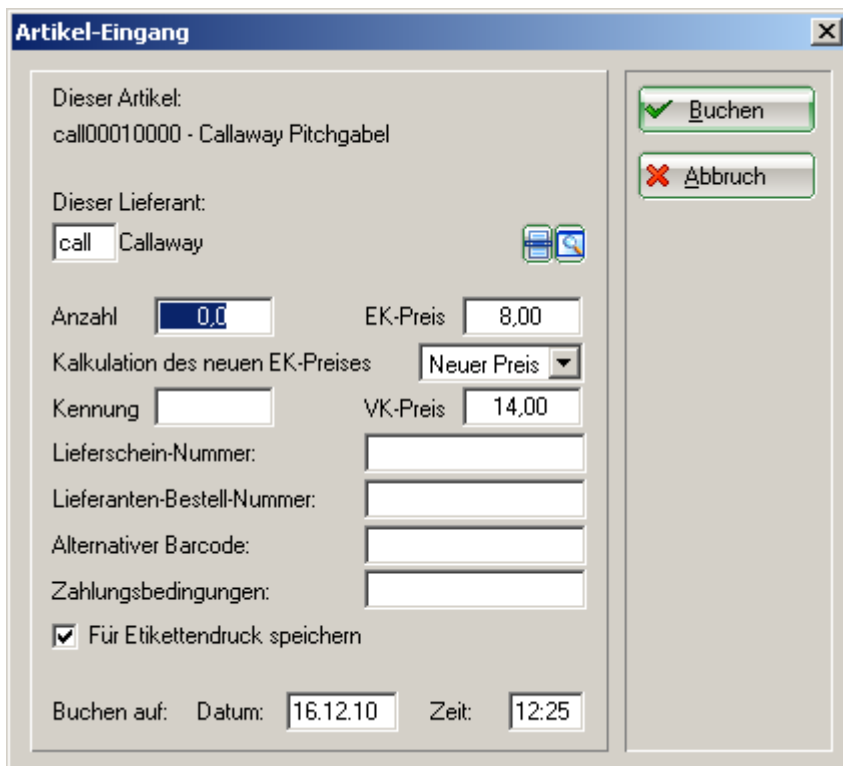 Artikel-Eingang
Dieser Artikel:
call00010000 - Callaway Pitchgabel
Dieser Lieferant:
call Callaway
Anzahl 0,0 EK-Preis 8,00
Kalkulation des neuen EK-Preises Neuer Preis
Kennung VK-Preis 14,00
Lieferschein-Nummer:
Lieferanten-Bestell-Nummer:
Alternativer Barcode:
Zahlungsbedingungen:
Für Etikettendruck speichern
Buchen auf: Datum: 16.12.10 Zeit: 12:25
Buchen
Abbruch